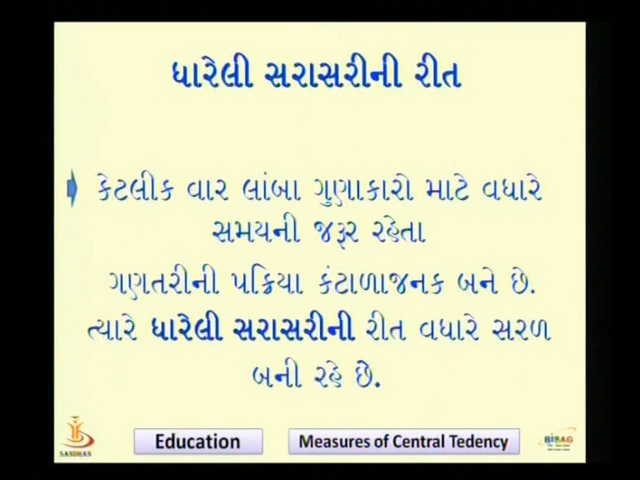 ધારેલી સરાસરીની રીત
કેટલીક વાર લાંબા ગુણાકારો માટે વધારે
સમયની જરૂર રહેતા
ગણતરીની પક્રિયા કંટાળાજનક બને છે.
ત્યારે ધારેલી સરાસરીની રીત વધારે સરળ
બની રહે છે.
SANDHAN
Education
Measures of Central Tedency
BISAG